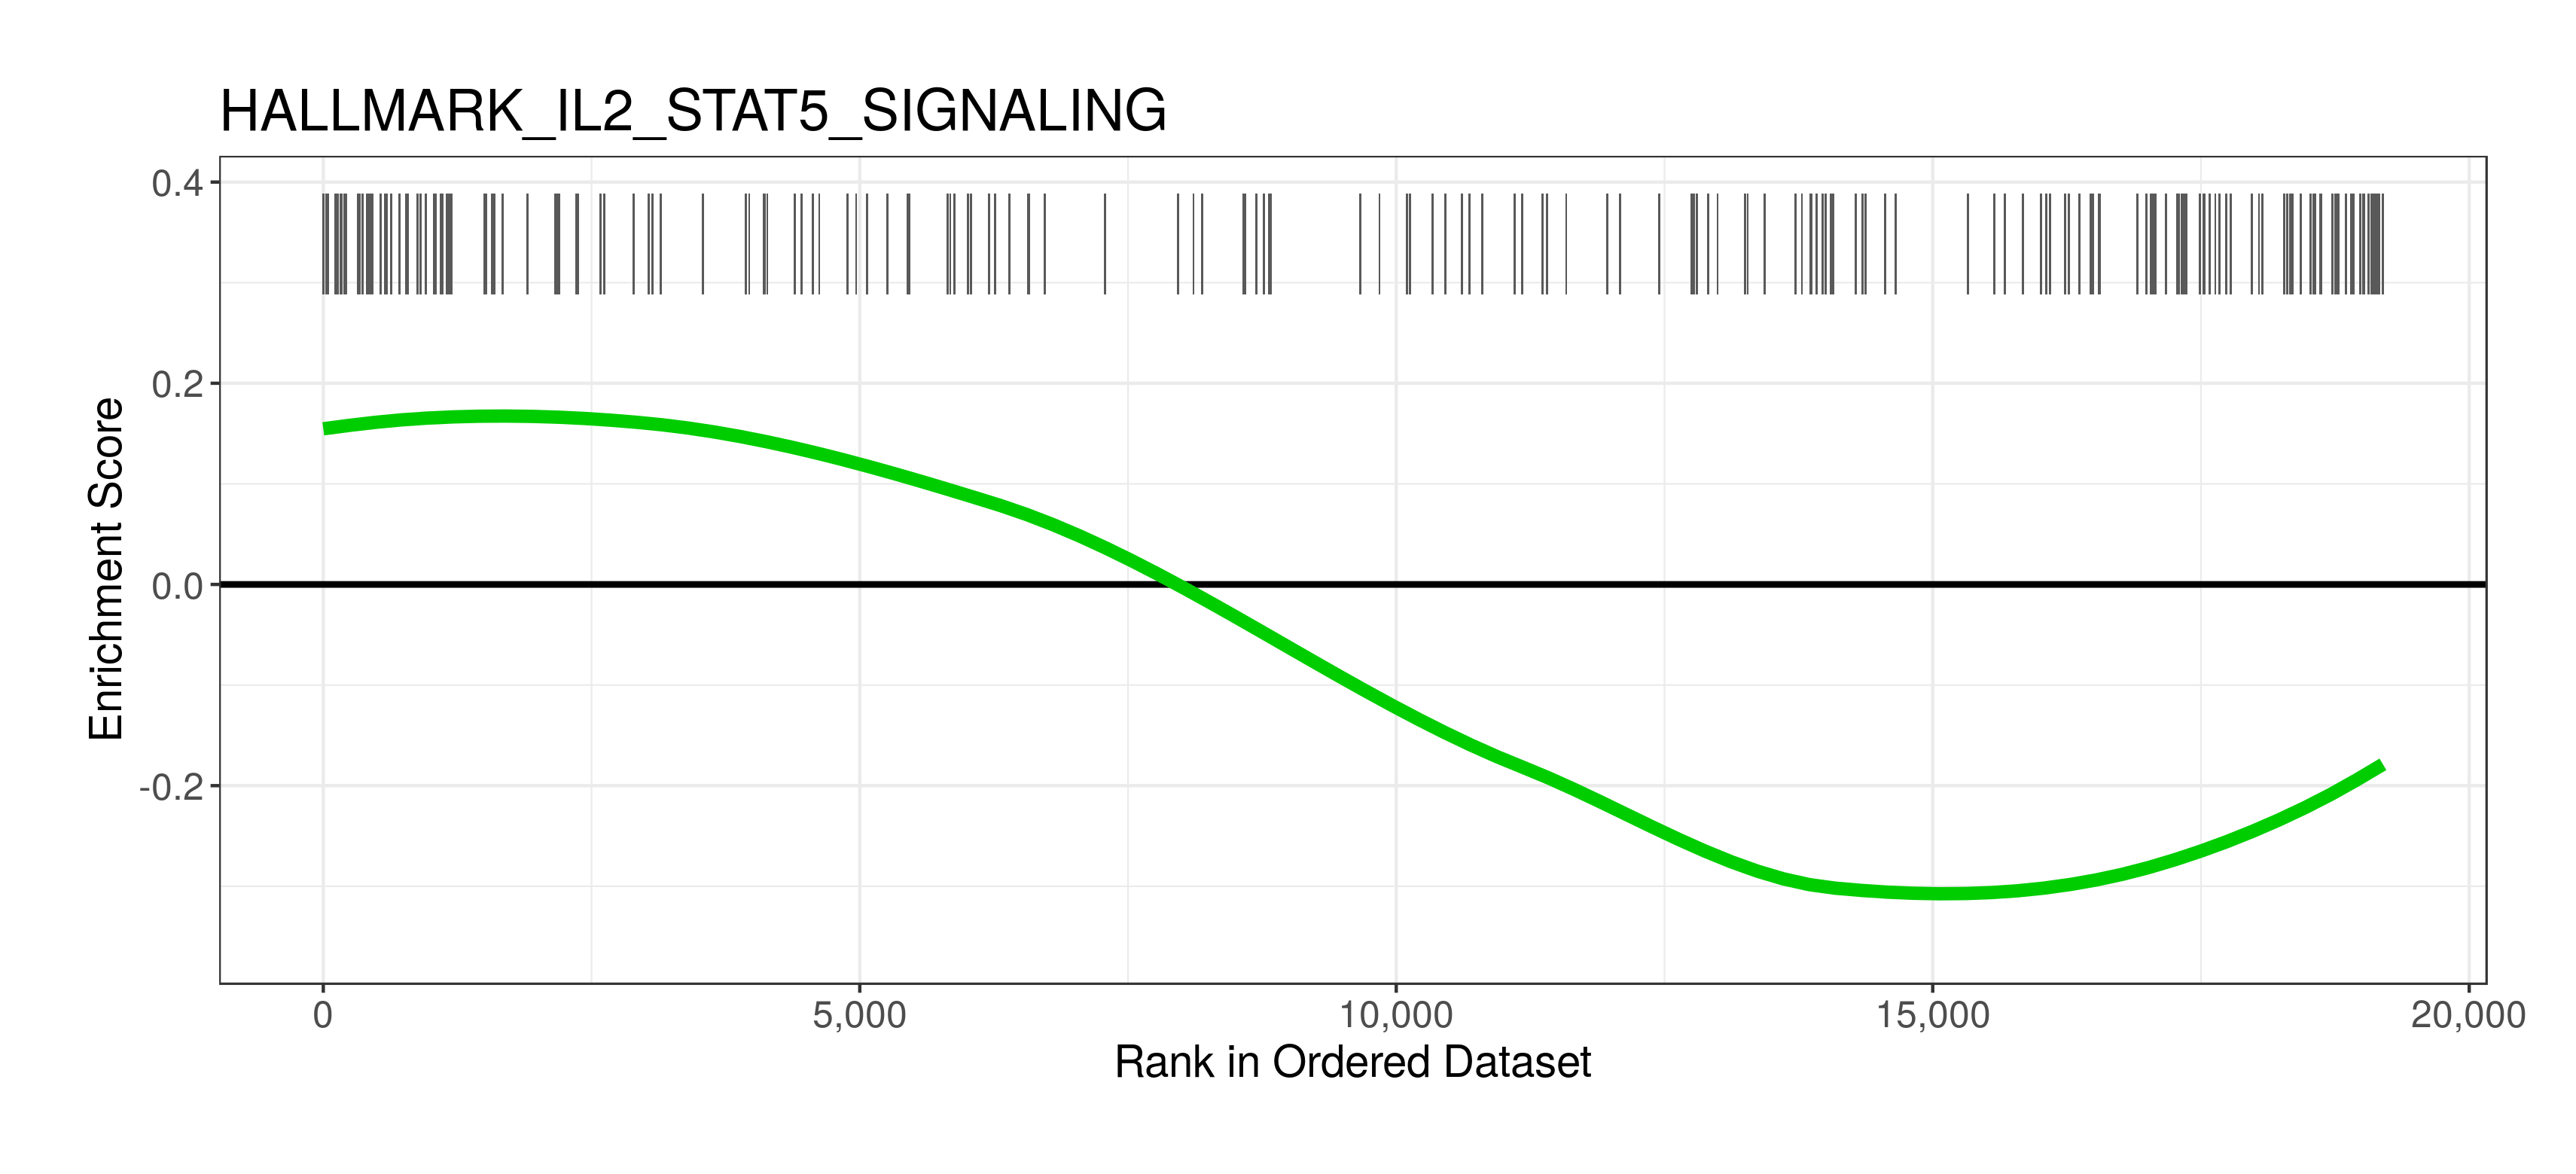 HALLMARK_IL2_STAT5_SIGNALING
0.4
0.2
0.0
-0.2
Enrichment Score
0 5,000 10,000 15,000 20,000
Rank in Ordered Dataset